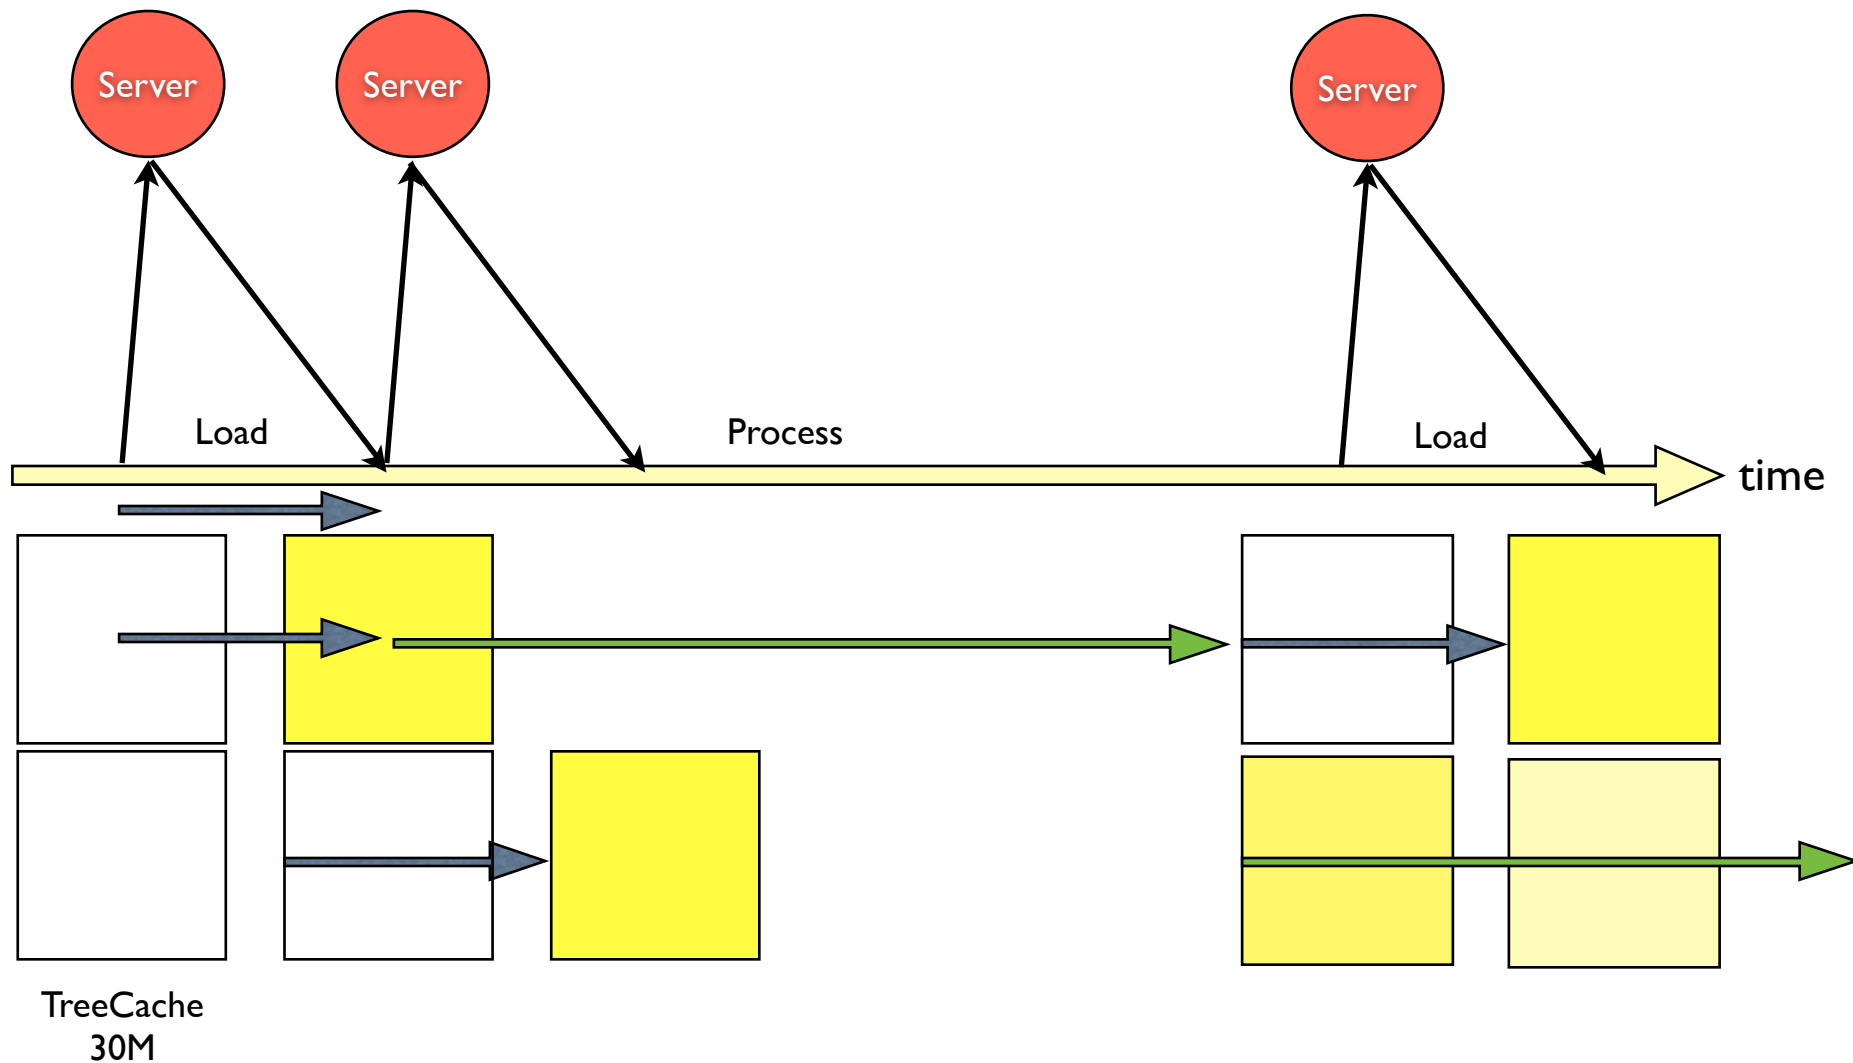 Server
Server
Server
Load
Process
Load
time
TreeCache
30M